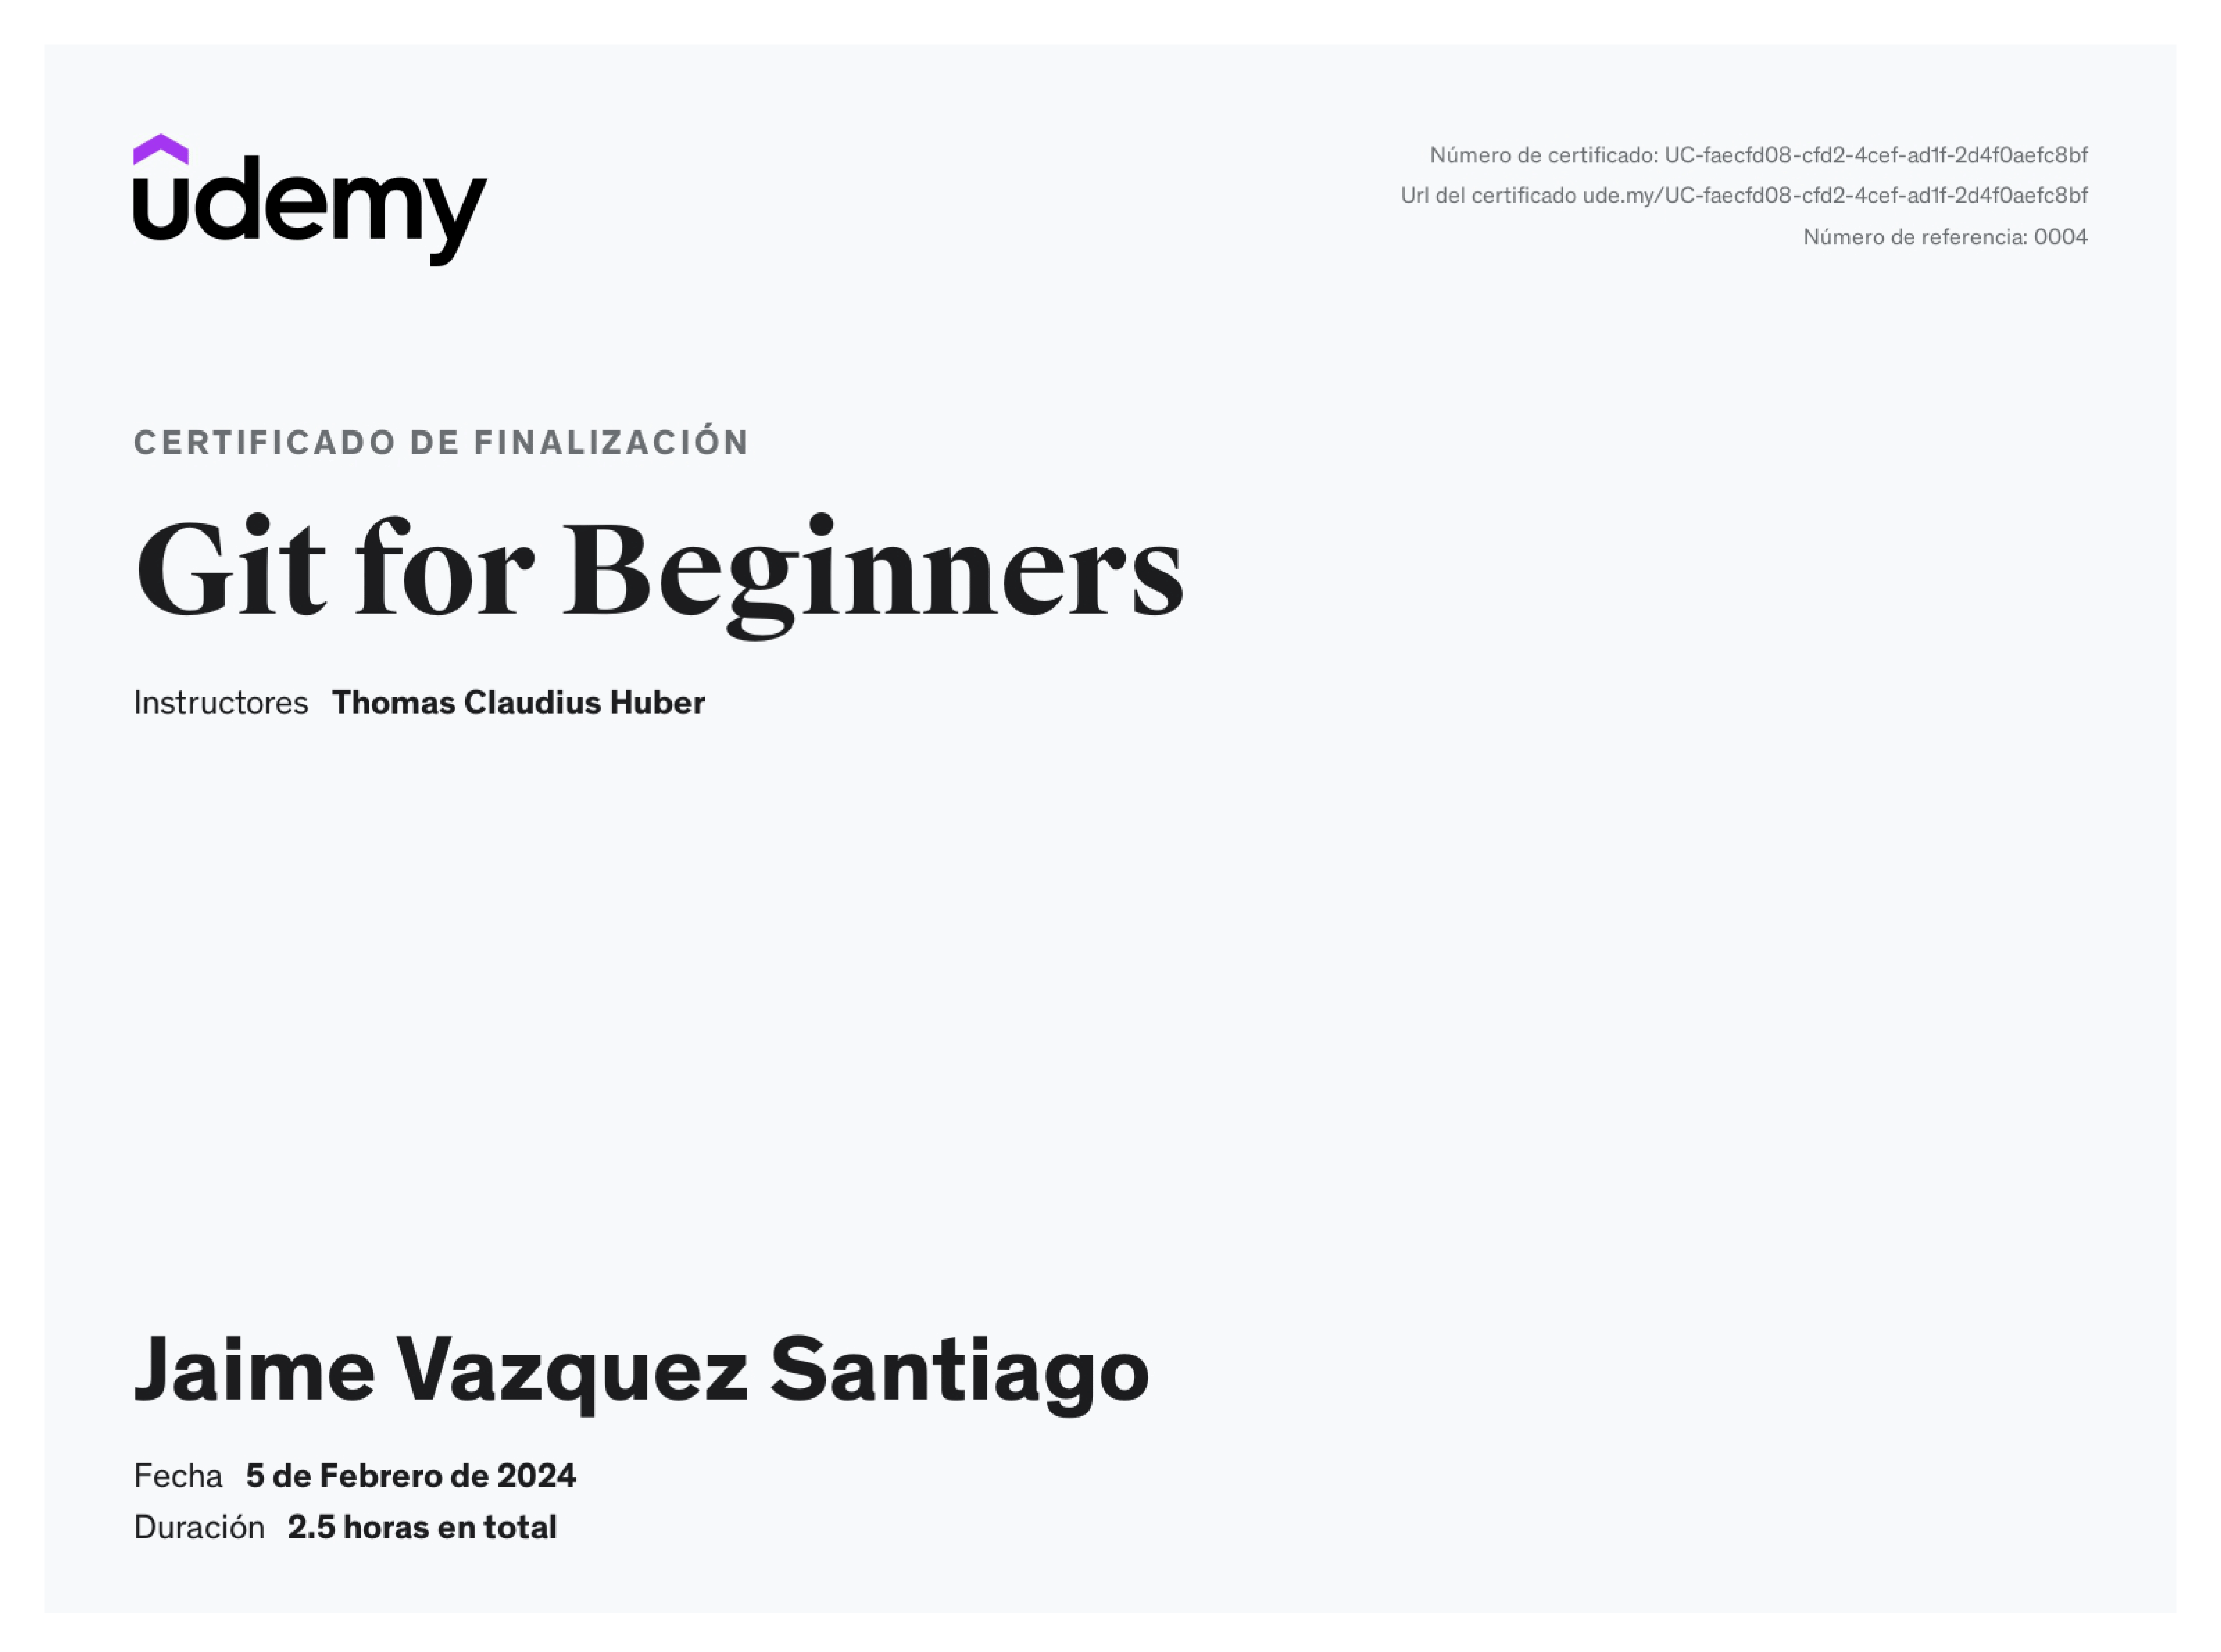 udemy
Número de certificado: UC-faecfd08-cfd2-4cef-ad1f-2d4f0aefc8bf
Url del certificado ude.my/UC-faecfd08-cfd2-4cef-ad1f-2d4f0aefc8bf
Número de referencia: 0004
CERTIFICADO DE FINALIZACIÓN
Git for Beginners
Instructores Thomas Claudius Huber
Jaime Vazquez Santiago
Fecha 5 de Febrero de 2024
Duración 2.5 horas en total